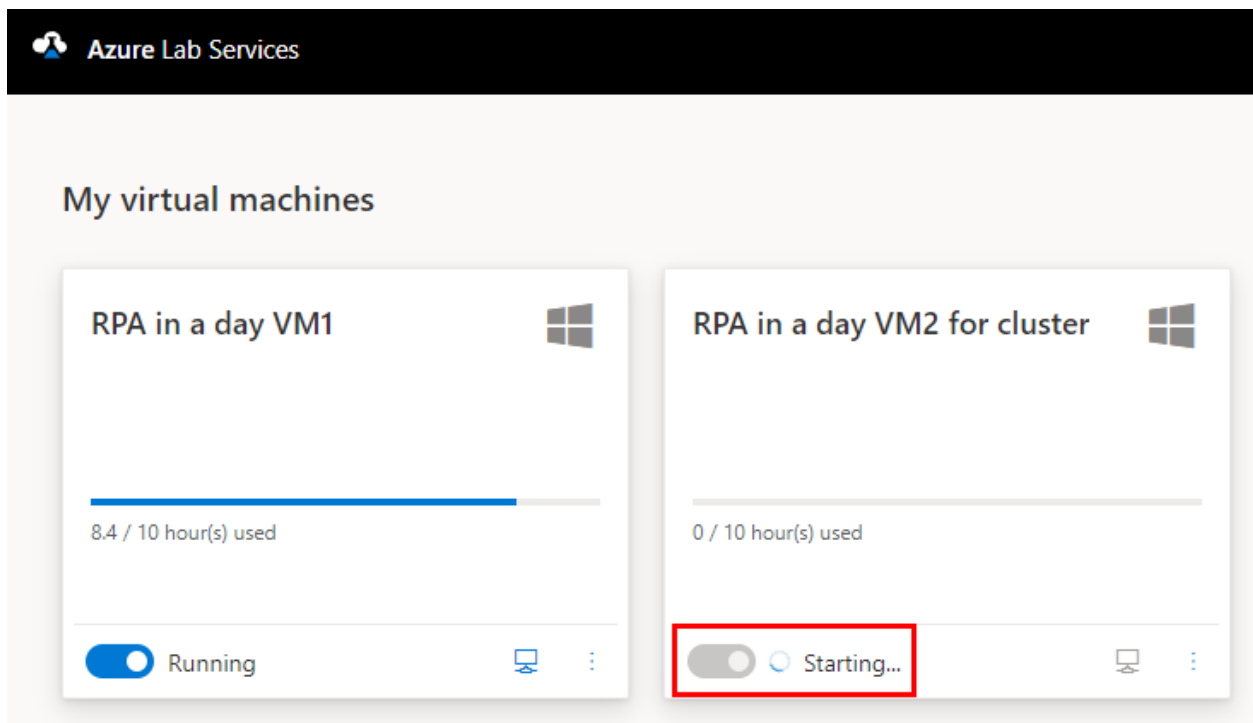 Azure Lab Services
My virtual machines
RPA in a day VM1
8.4 / 10 hour(s) used
Running
RPA in a day VM2 for cluster
0 / 10 hour(s) used
Starting...